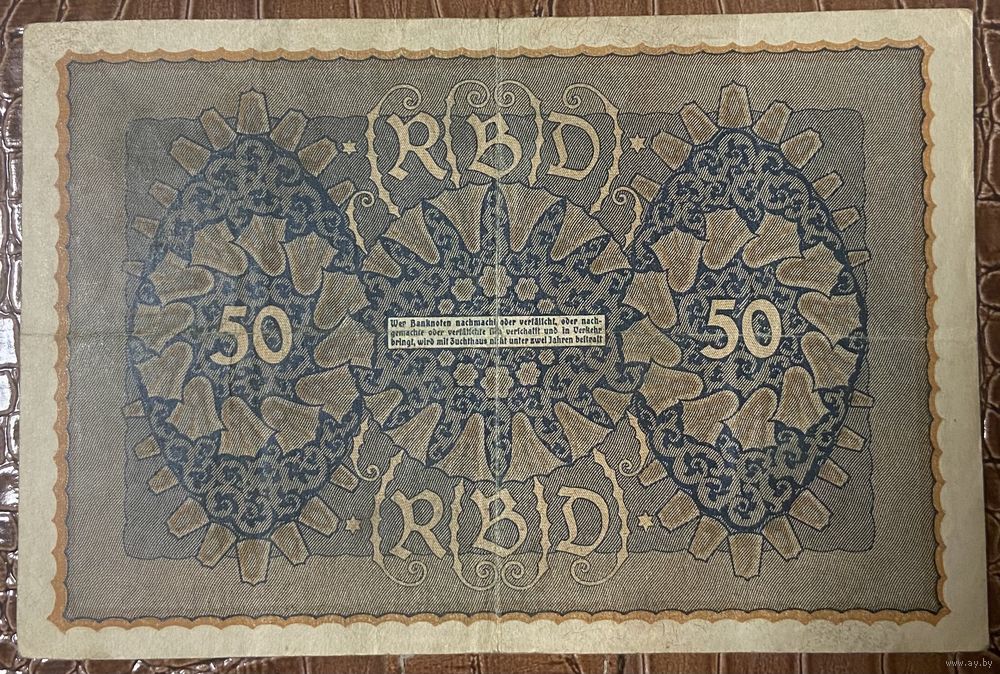 RBD
50
50
Wer Banknoten nachmacht oder verfälscht, oder nach-
gemachte oder verfälschte sich verschafft und in Verkehr
bringt, wird mit Zuchthaus nicht unter zwei Jahren bestraft
RBD
www.ay.by